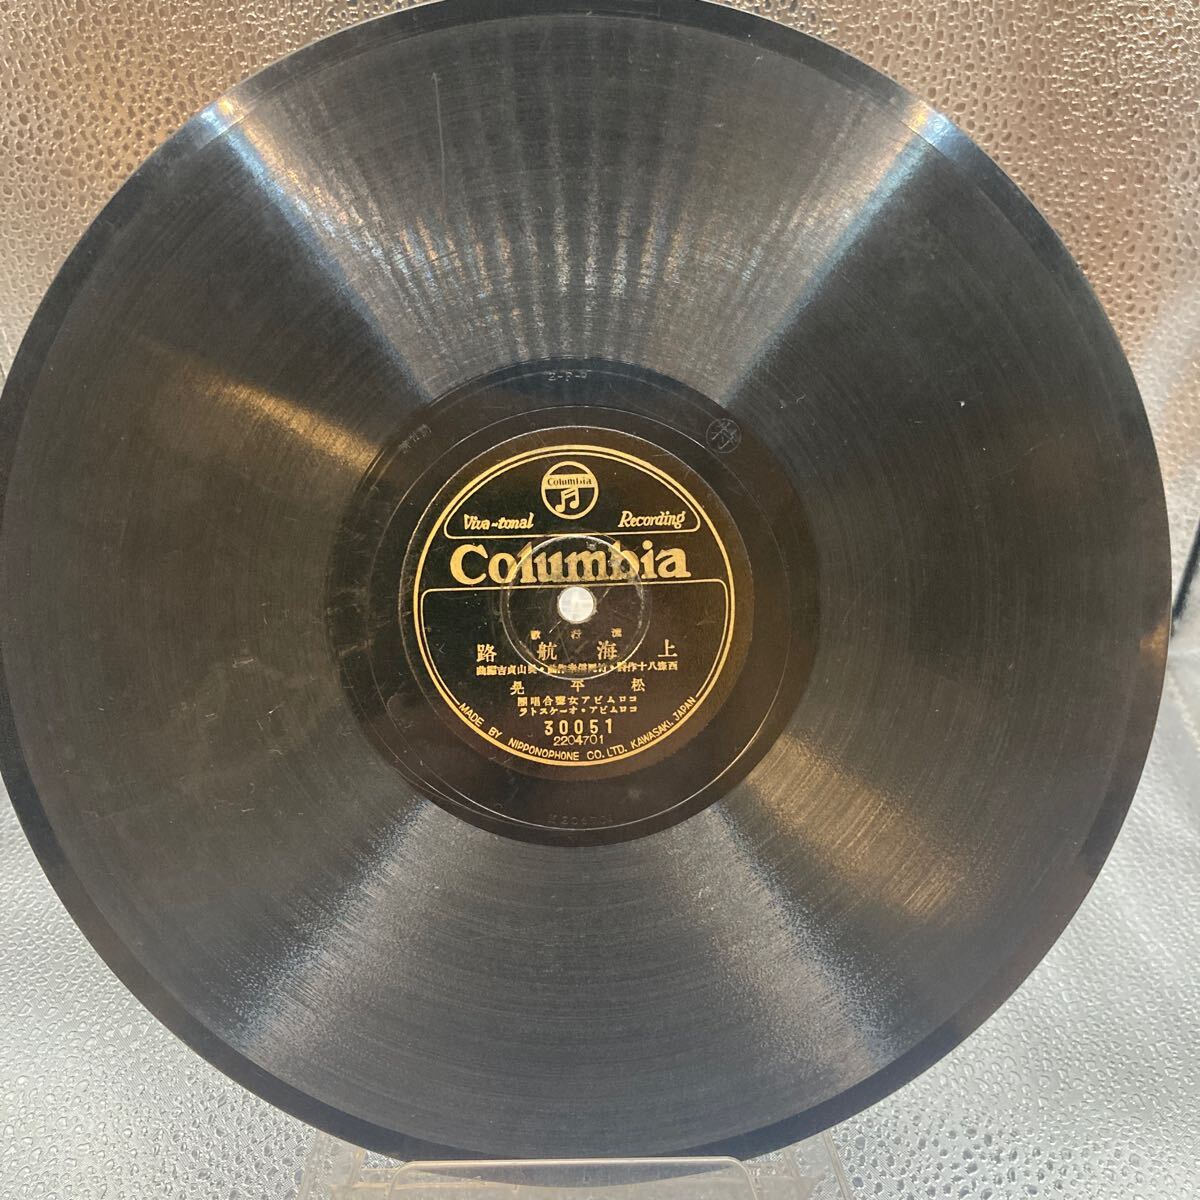 Columbia
Viva-tonal Recording
Columbia
流行歌
上海航路
西條八十作詩・竹岡信幸作曲・奥山貞吉編曲
松平晃
コロムビア女聲合唱團
コロムビア・オーケストラ
30051
2204701
MADE BY NIPPONOPHONE CO. LTD. KAWASAKI, JAPAN